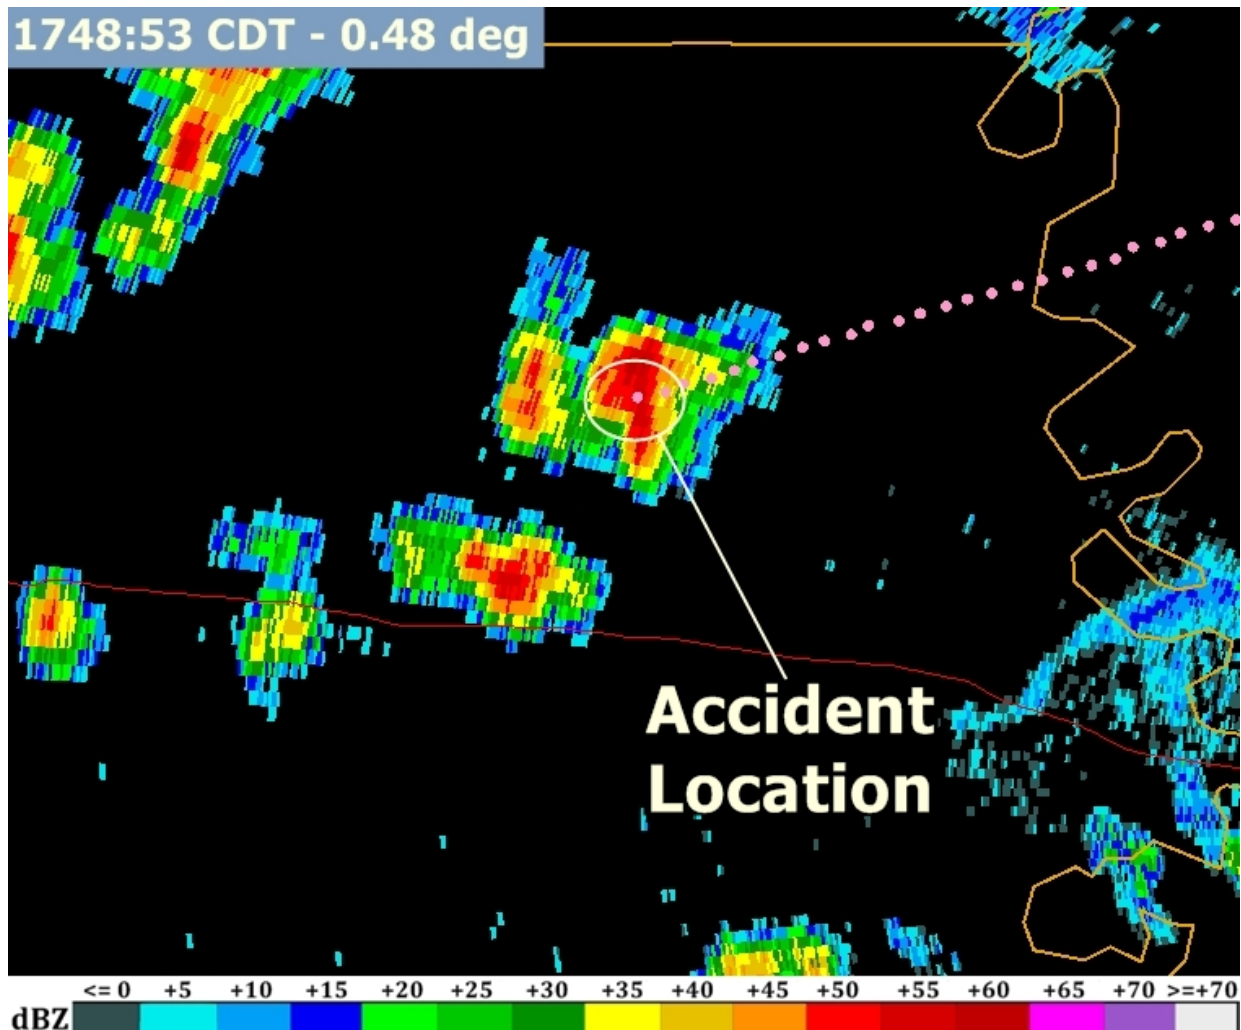 1748:53 CDT - 0.48 deg
Accident
Location
<= 0 +5 +10 +15 +20 +25 +30 +35 +40 +45 +50 +55 +60 +65 +70 >=+70
dBZ